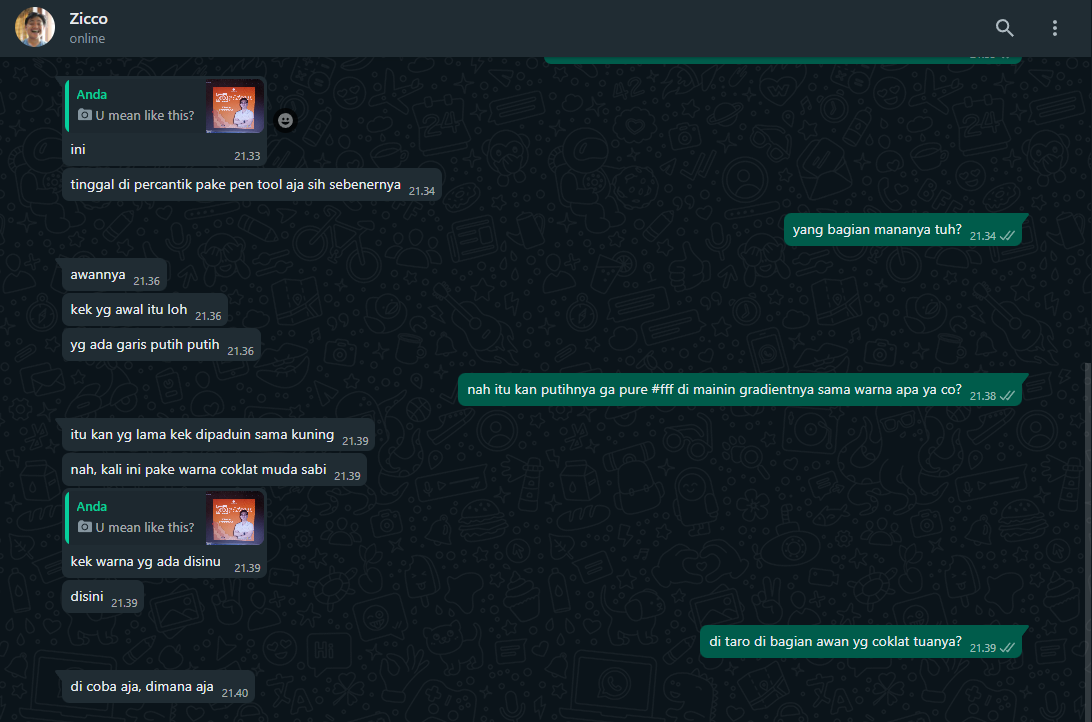 Zicco
online
Anda
U mean like this?
ini
21.33
tinggal di percantik pake pen tool aja sih sebenernya 21.34
yang bagian mananya tuh? 21.34
awannya 21.36
kek yg awal itu loh 21.36
yg ada garis putih putih 21.36
nah itu kan putihnya ga pure #fff di mainin gradientnya sama warna apa ya co? 21.38
itu kan yg lama kek dipaduin sama kuning 21.39
nah, kali ini pake warna coklat muda sabi 21.39
Anda
U mean like this?
kek warna yg ada disinu 21.39
disini 21.39
di taro di bagian awan yg coklat tuanya? 21.39
di coba aja, dimana aja 21.40